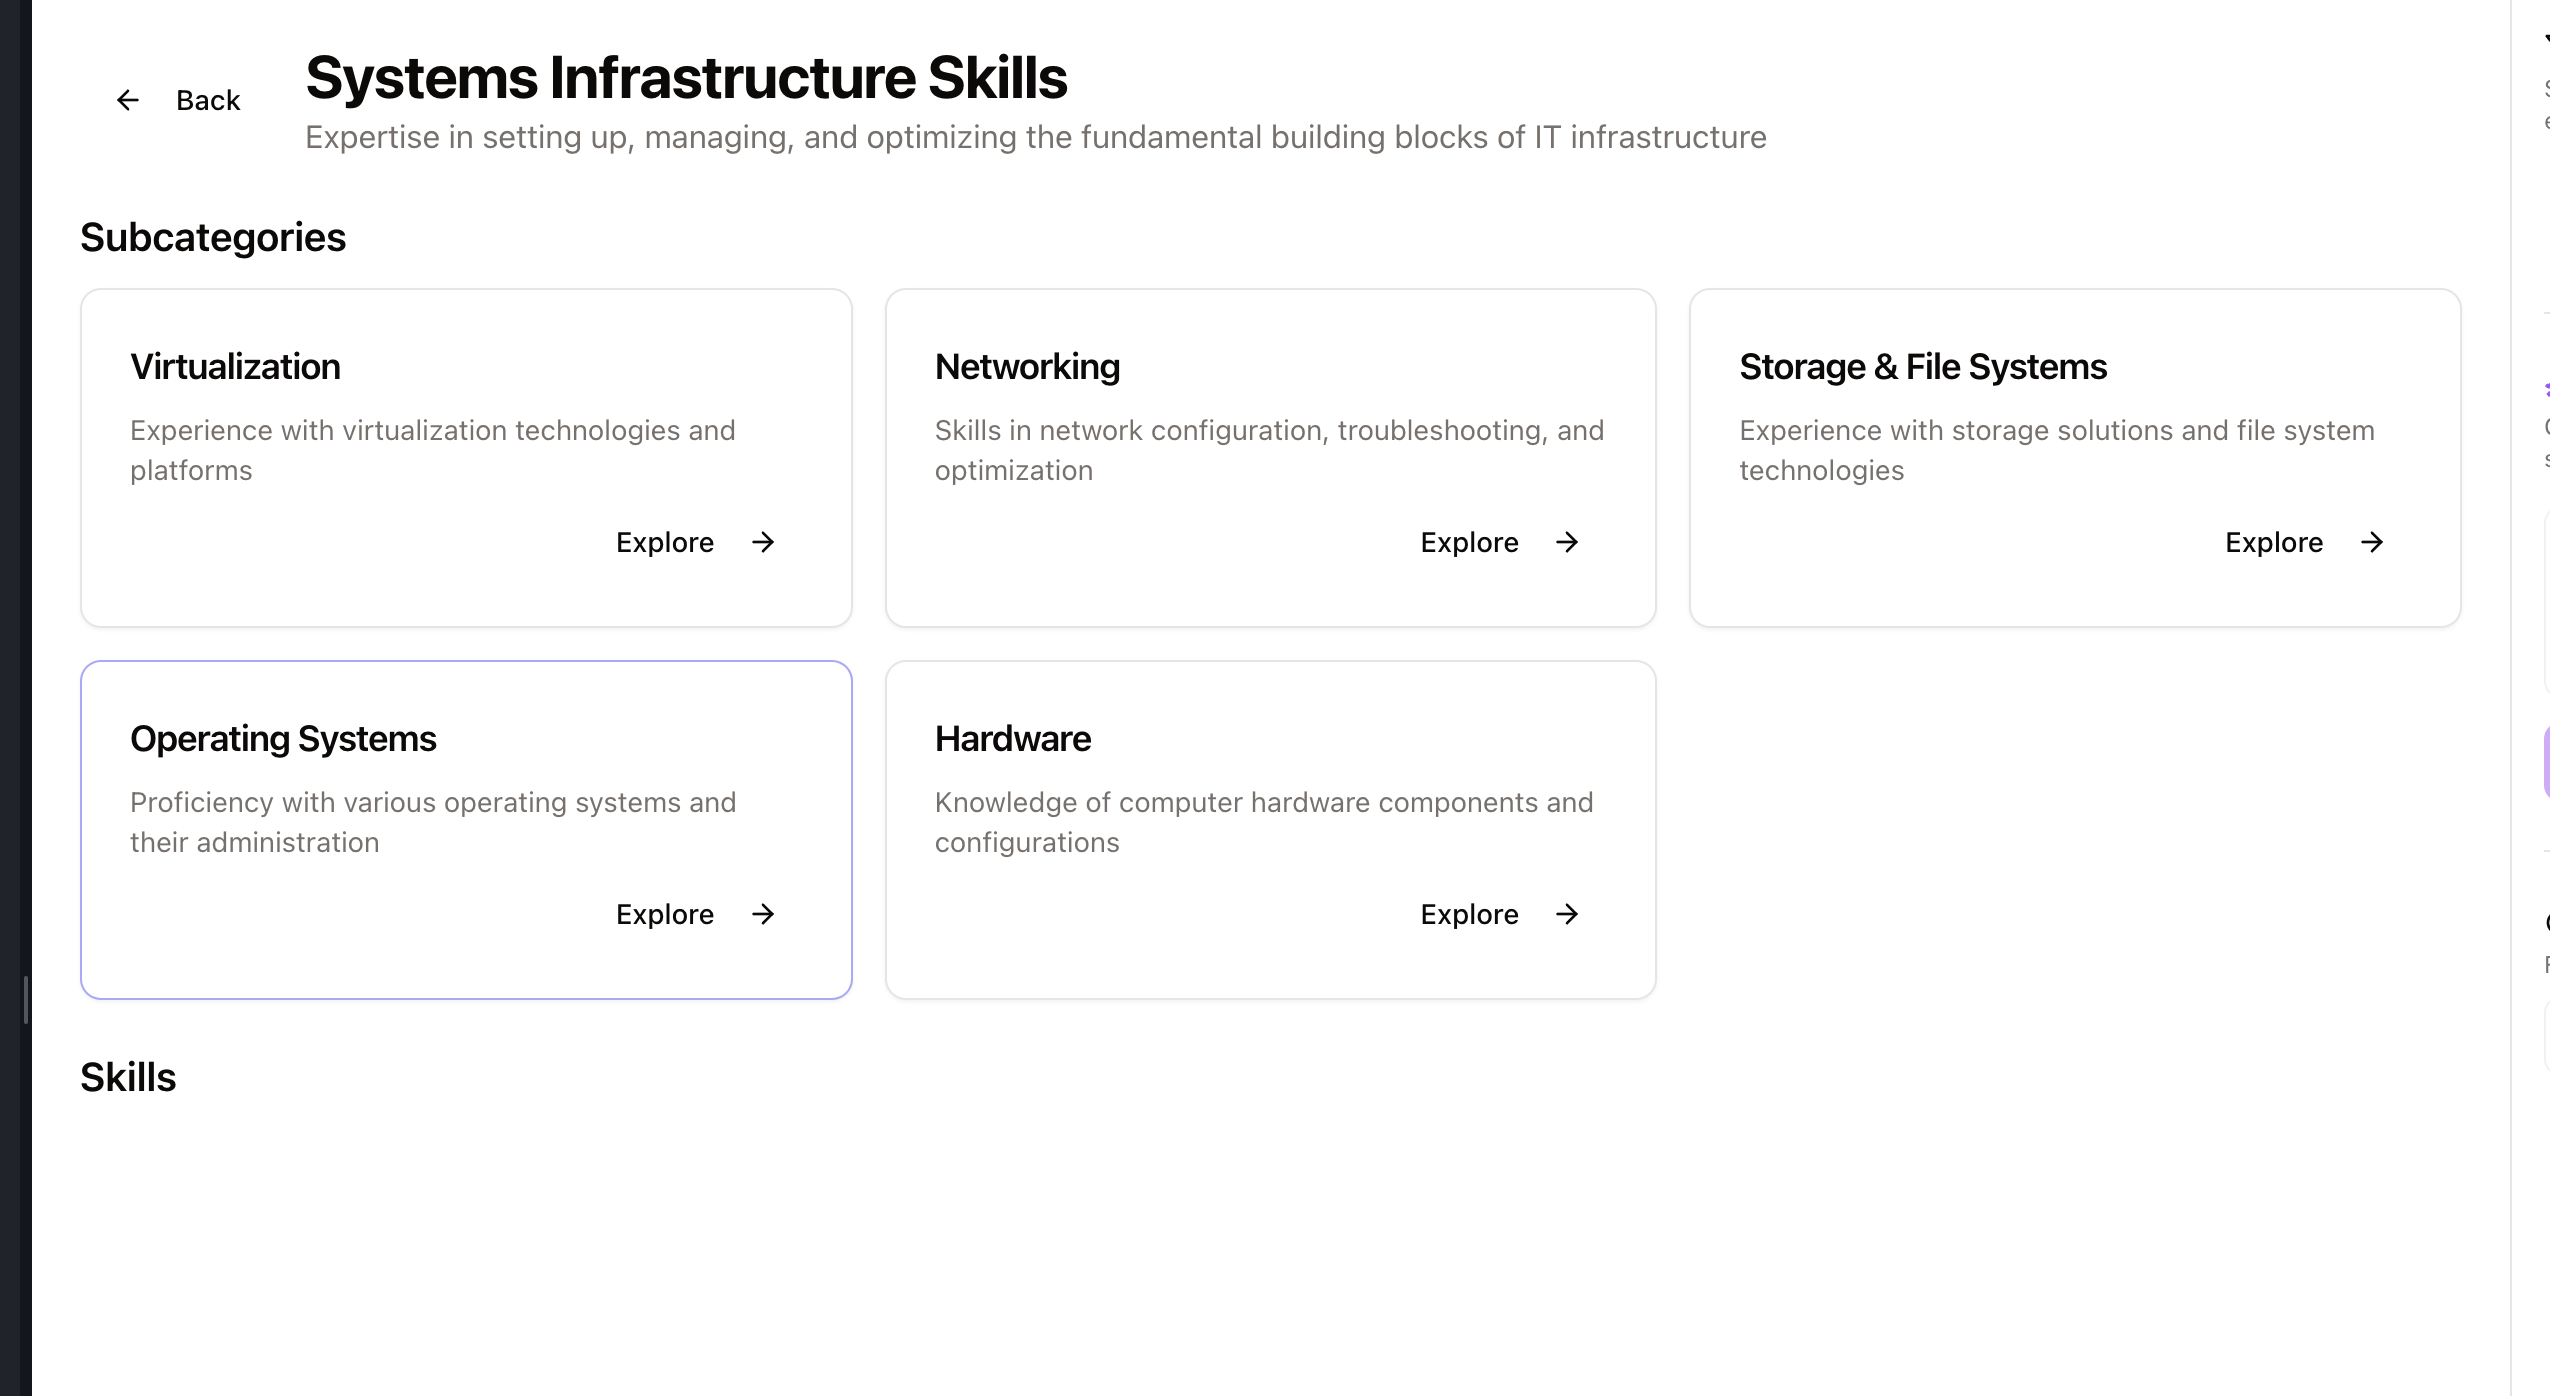 Back
Systems Infrastructure Skills
Expertise in setting up, managing, and optimizing the fundamental building blocks of IT infrastructure
Subcategories
Virtualization
Experience with virtualization technologies and
platforms
Explore
Networking
Skills in network configuration, troubleshooting, and
optimization
Explore
Storage & File Systems
Experience with storage solutions and file system
technologies
Explore
Operating Systems
Proficiency with various operating systems and
their administration
Explore
Hardware
Knowledge of computer hardware components and
configurations
Explore
Skills